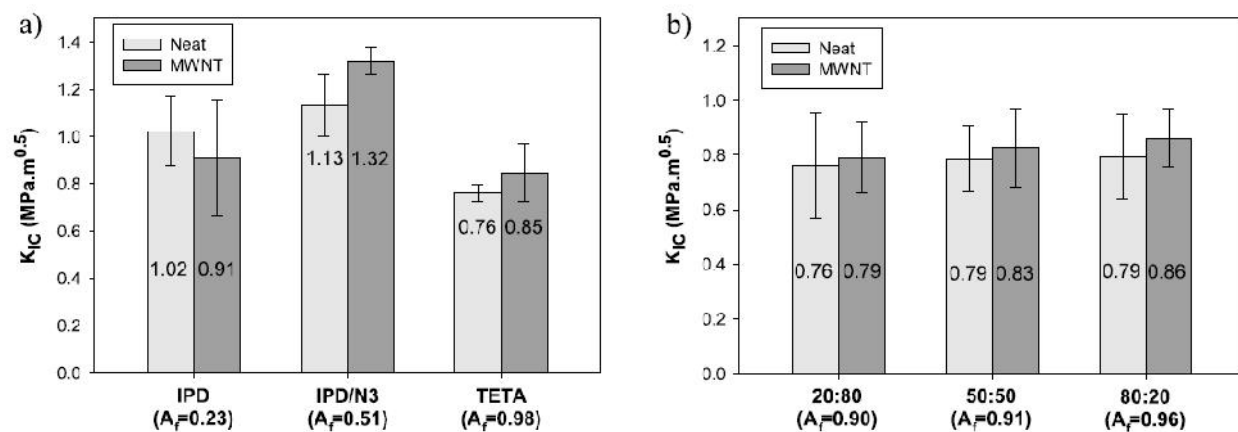 a)
K_IC (MPa.m^0.5)
1.4
1.2
1.0
0.8
0.6
0.4
0.2
0.0
Neat
MWNT
1.02
0.91
1.13
1.32
0.76
0.85
IPD
(A_f=0.23)
IPD/N3
(A_f=0.51)
TETA
(A_f=0.98)
b)
K_IC (MPa.m^0.5)
1.2
1.0
0.8
0.6
0.4
0.2
0.0
Neat
MWNT
0.76
0.79
0.79
0.83
0.79
0.86
20:80
(A_f=0.90)
50:50
(A_f=0.91)
80:20
(A_f=0.96)